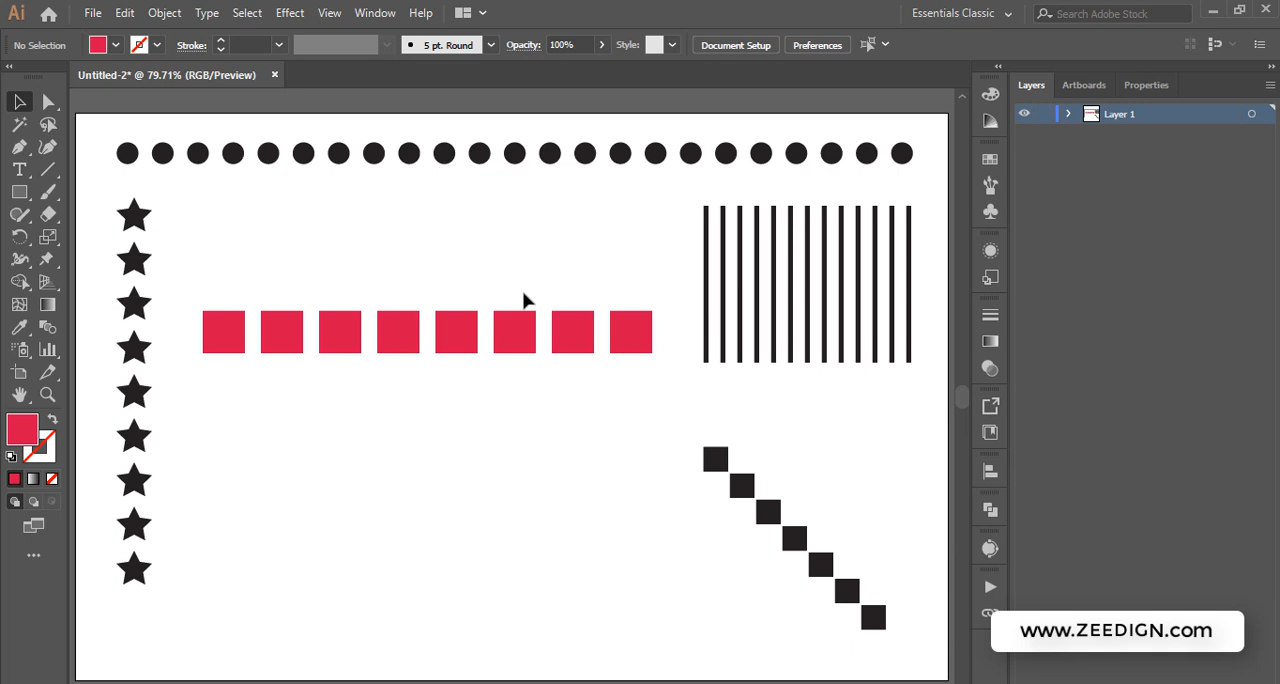 Ai File Edit Object Type Select Effect View Window Help Essentials Classic Search Adobe Stock
No Selection Stroke: 5 pt. Round Opacity: 100% Style: Document Setup Preferences
Untitled-2* @ 79.71% (RGB/Preview)
Layers Artboards Properties
Layer 1
www.ZEEDIGN.com